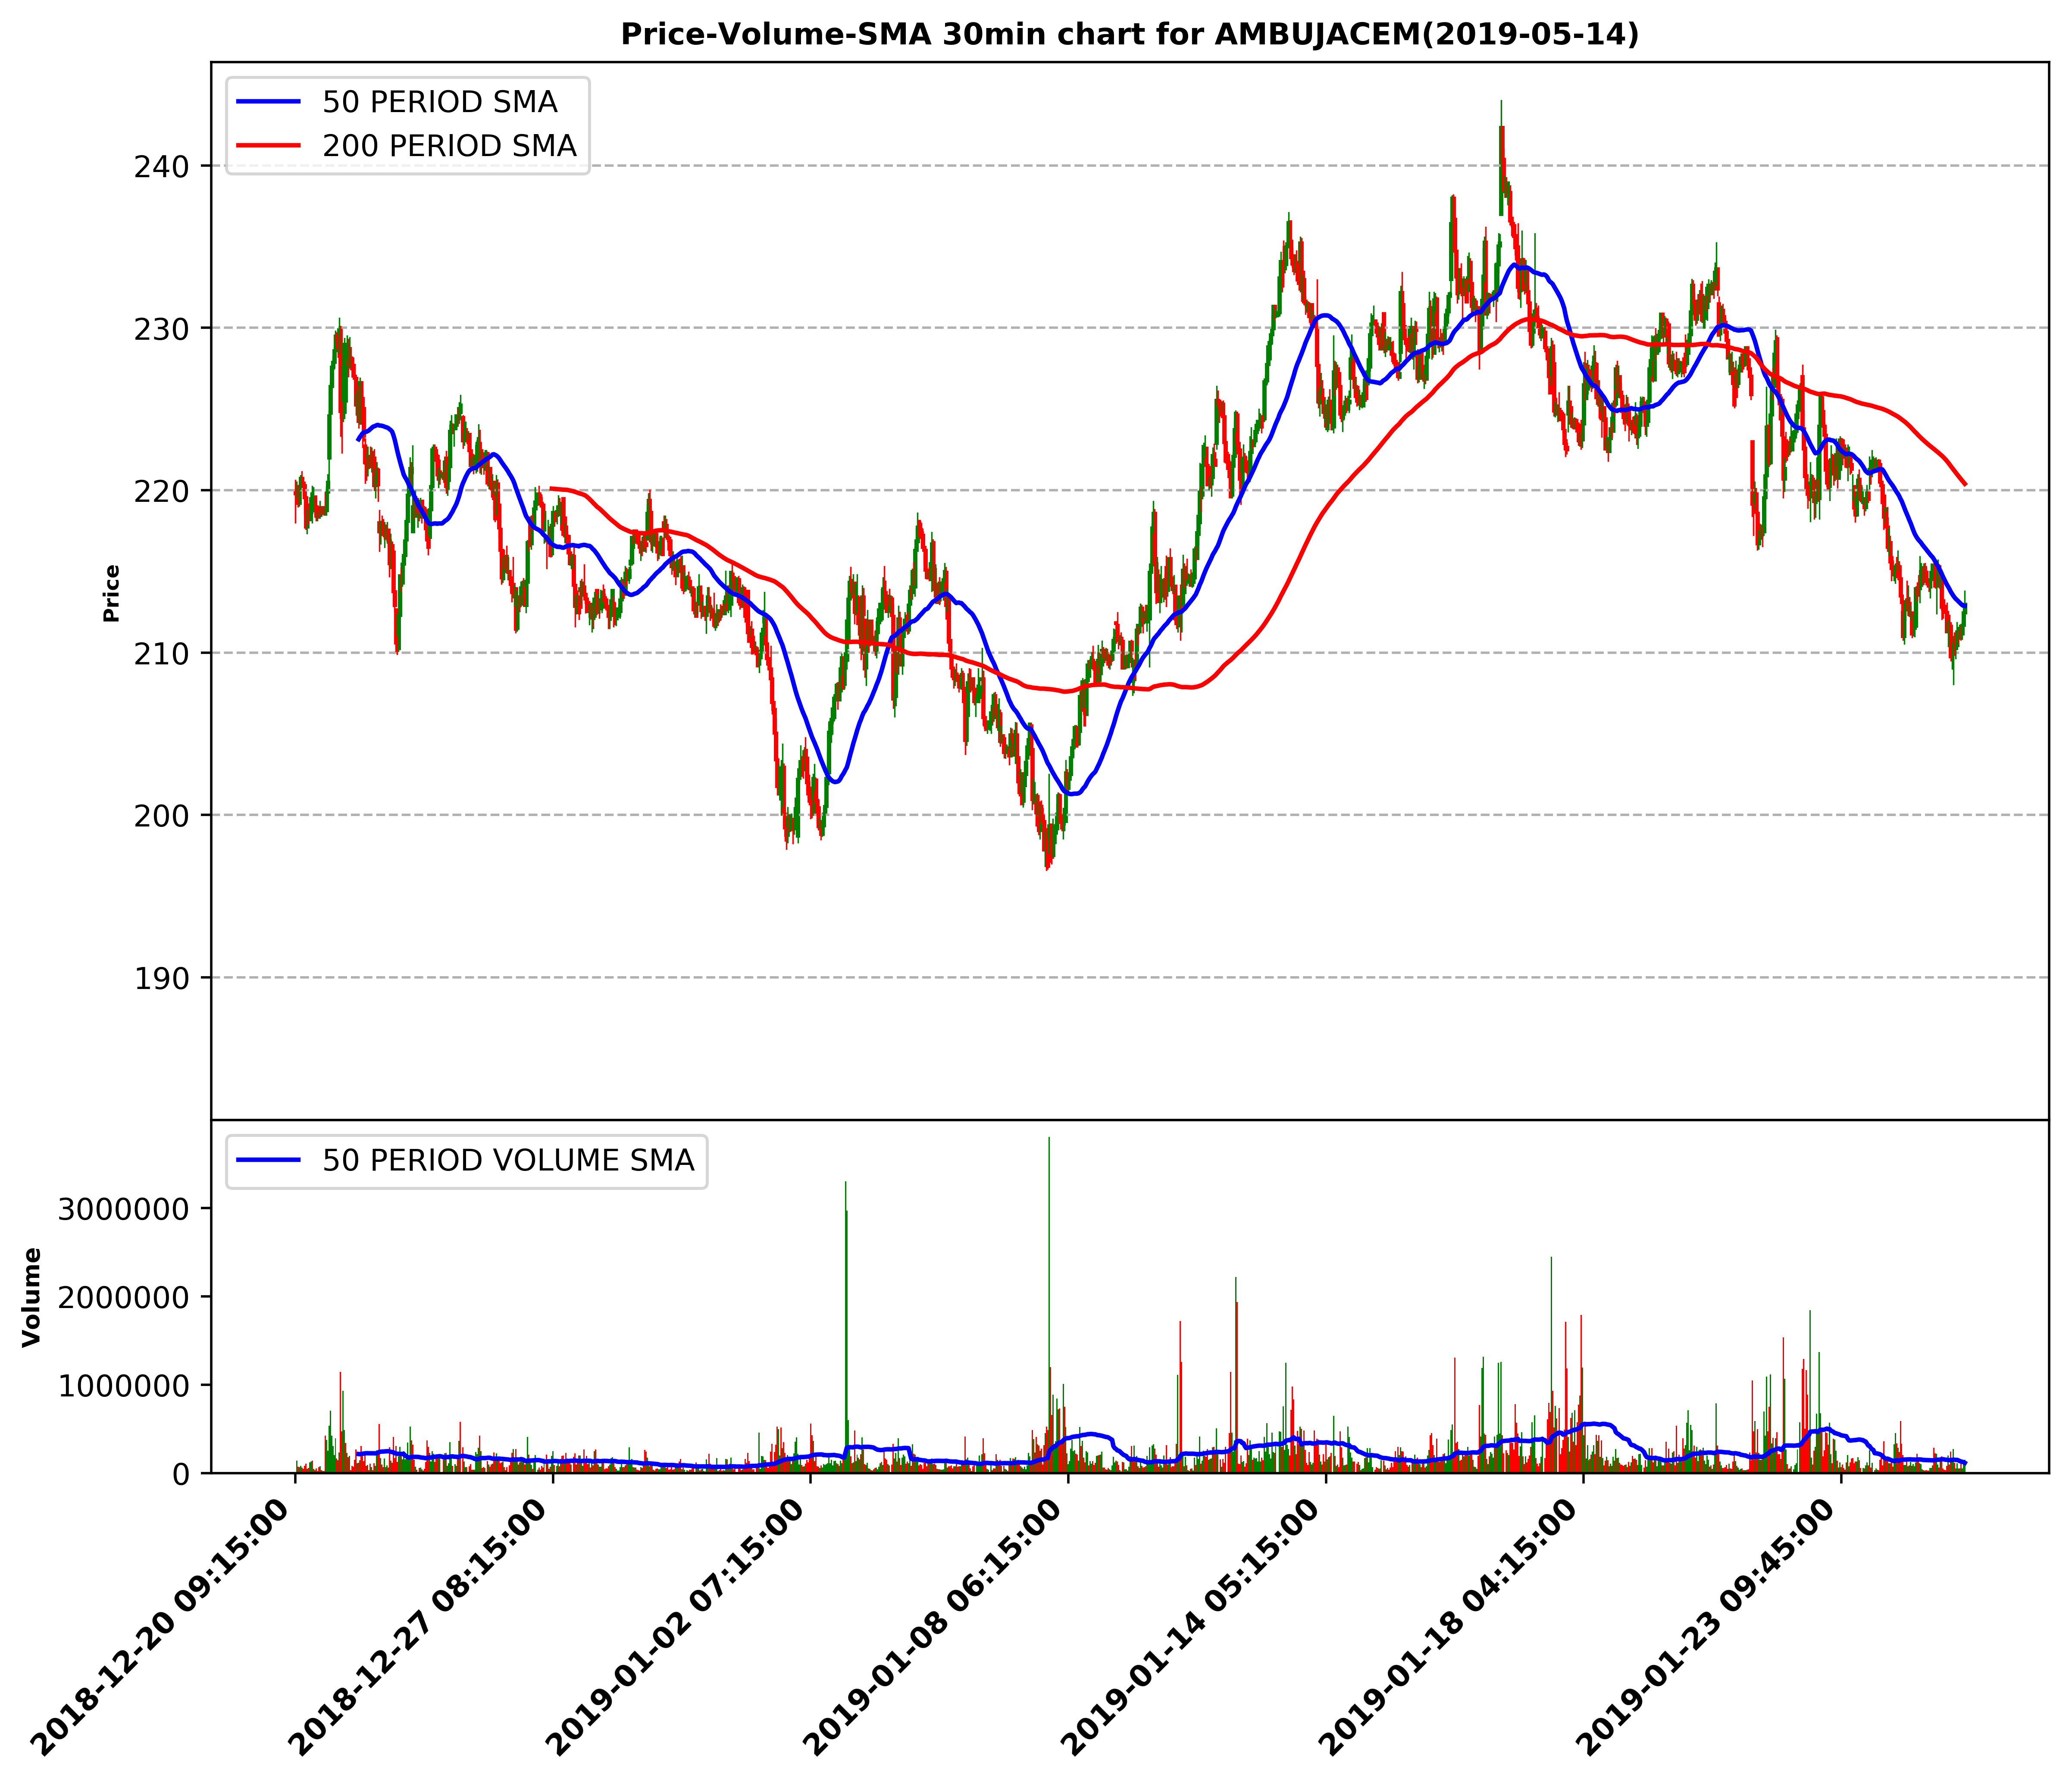 Price-Volume-SMA 30min chart for AMBUJACEM(2019-05-14)
50 PERIOD SMA
200 PERIOD SMA
240
230
220
210
200
190
Price
50 PERIOD VOLUME SMA
3000000
2000000
1000000
0
Volume
2018-12-20 09:15:00
2018-12-27 08:15:00
2019-01-02 07:15:00
2019-01-08 06:15:00
2019-01-14 05:15:00
2019-01-18 04:15:00
2019-01-23 09:45:00